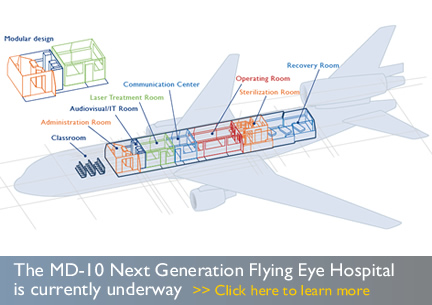 Modular design
Recovery Room
Communication Center
Operating Room
Sterilization Room
Laser Treatment Room
Audiovisual/IT Room
Administration Room
Classroom
The MD-10 Next Generation Flying Eye Hospital
is currently underway >> Click here to learn more